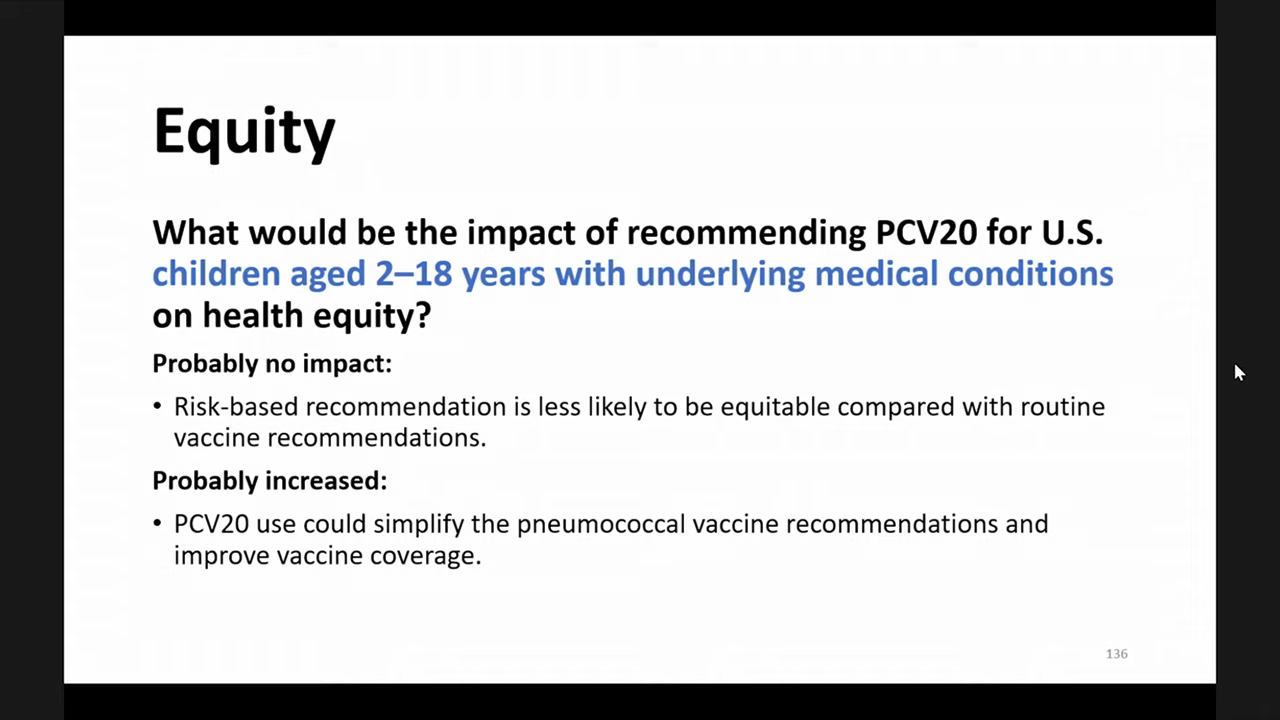 Equity
What would be the impact of recommending PCV20 for U.S.
children aged 2–18 years with underlying medical conditions
on health equity?
Probably no impact:
• Risk-based recommendation is less likely to be equitable compared with routine
vaccine recommendations.
Probably increased:
• PCV20 use could simplify the pneumococcal vaccine recommendations and
improve vaccine coverage.
136